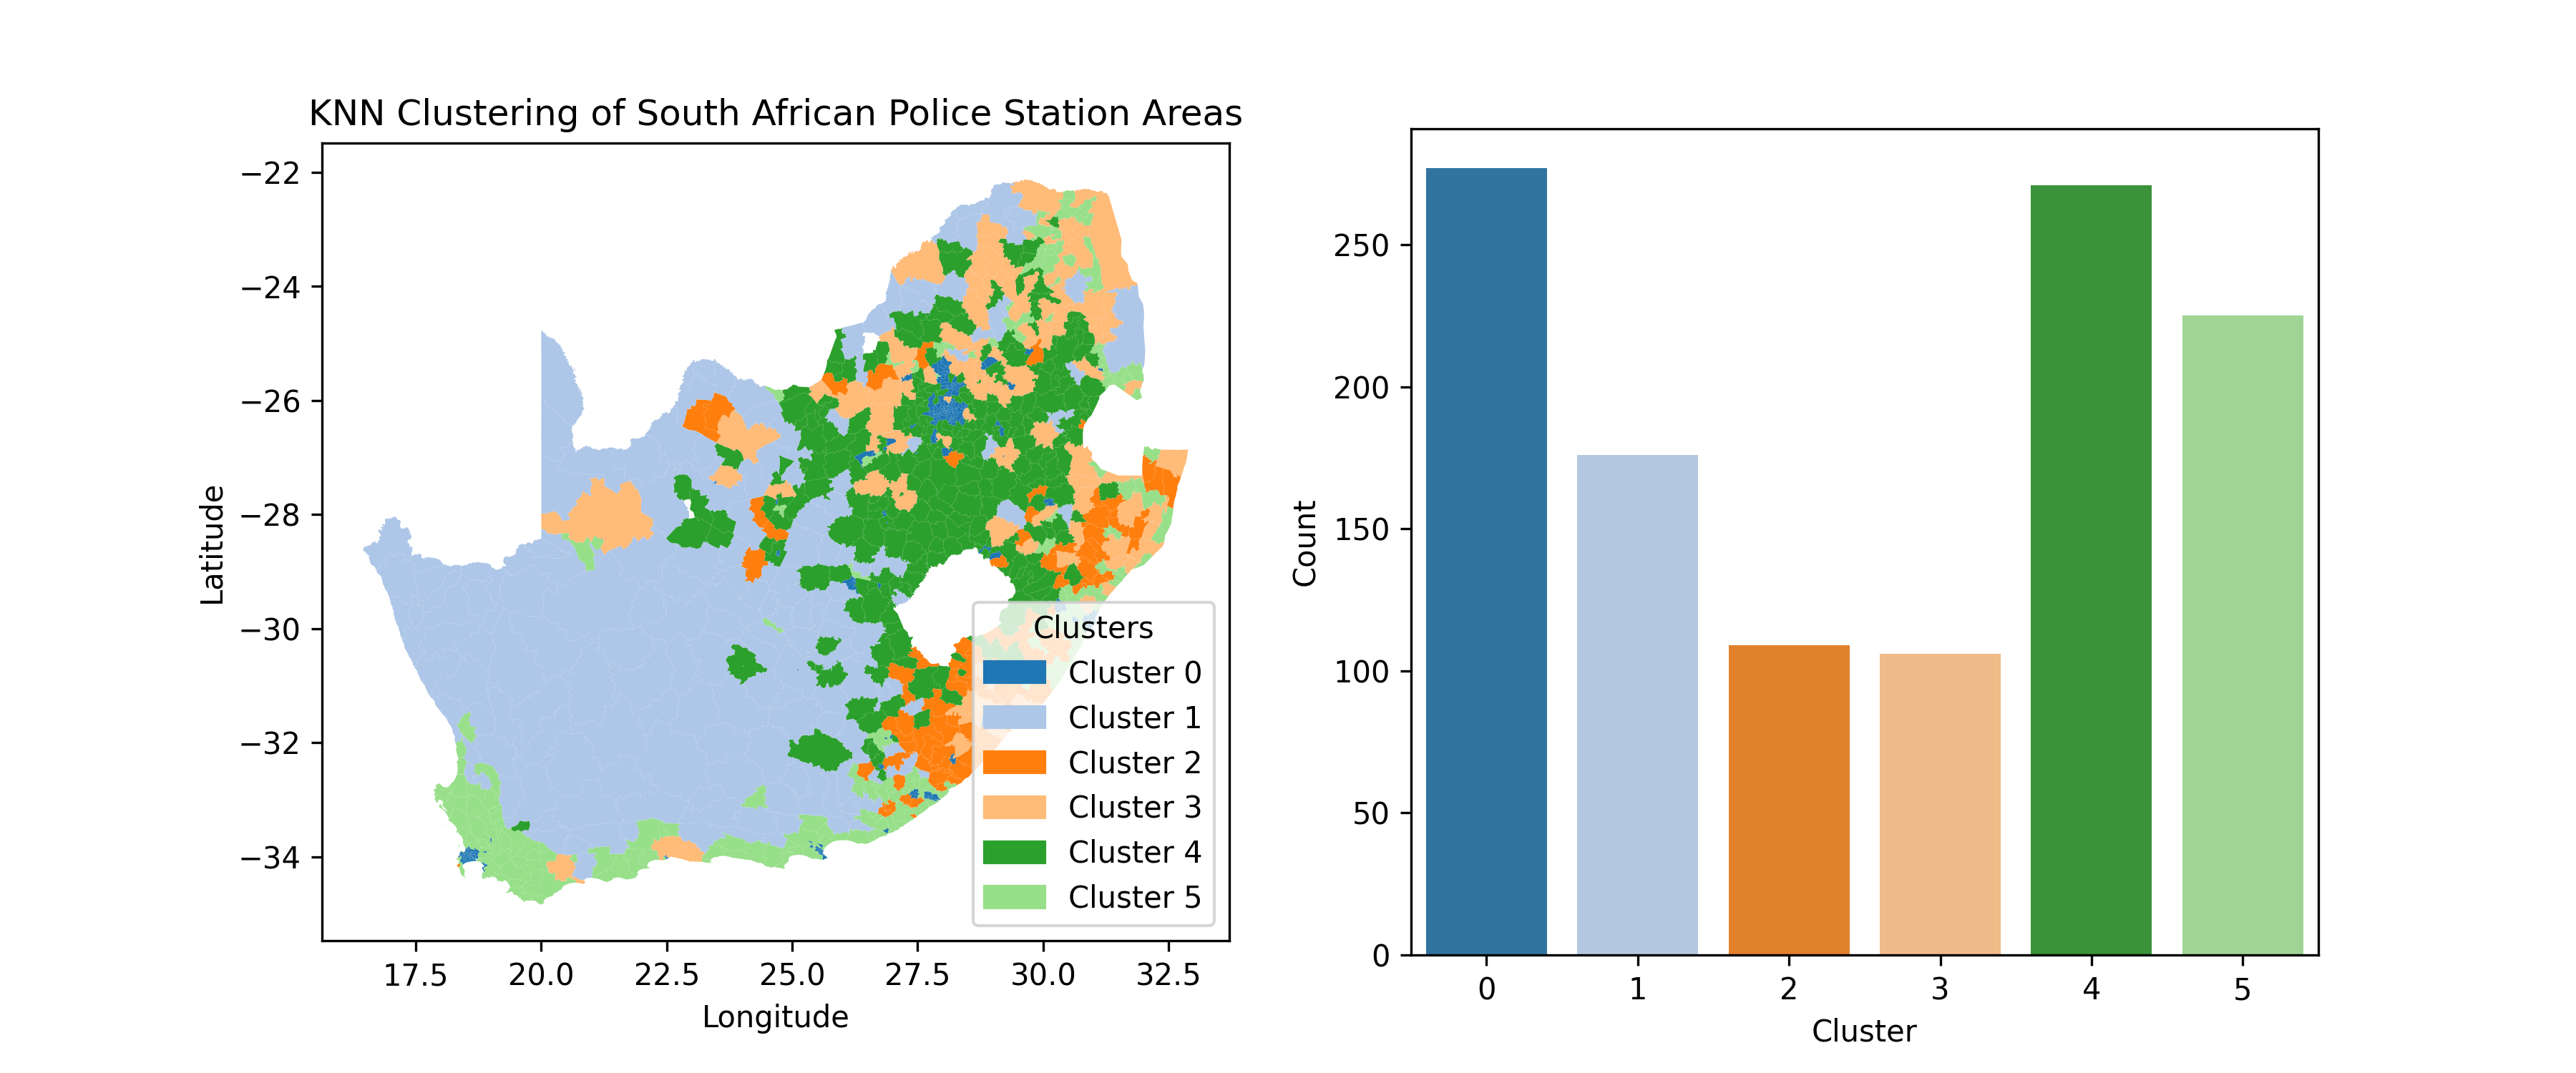 KNN Clustering of South African Police Station Areas
−22
−24
−26
−28
−30
−32
−34
Latitude
17.5 20.0 22.5 25.0 27.5 30.0 32.5
Longitude
Clusters
Cluster 0
Cluster 1
Cluster 2
Cluster 3
Cluster 4
Cluster 5
250
200
150
100
50
0
Count
0 1 2 3 4 5
Cluster